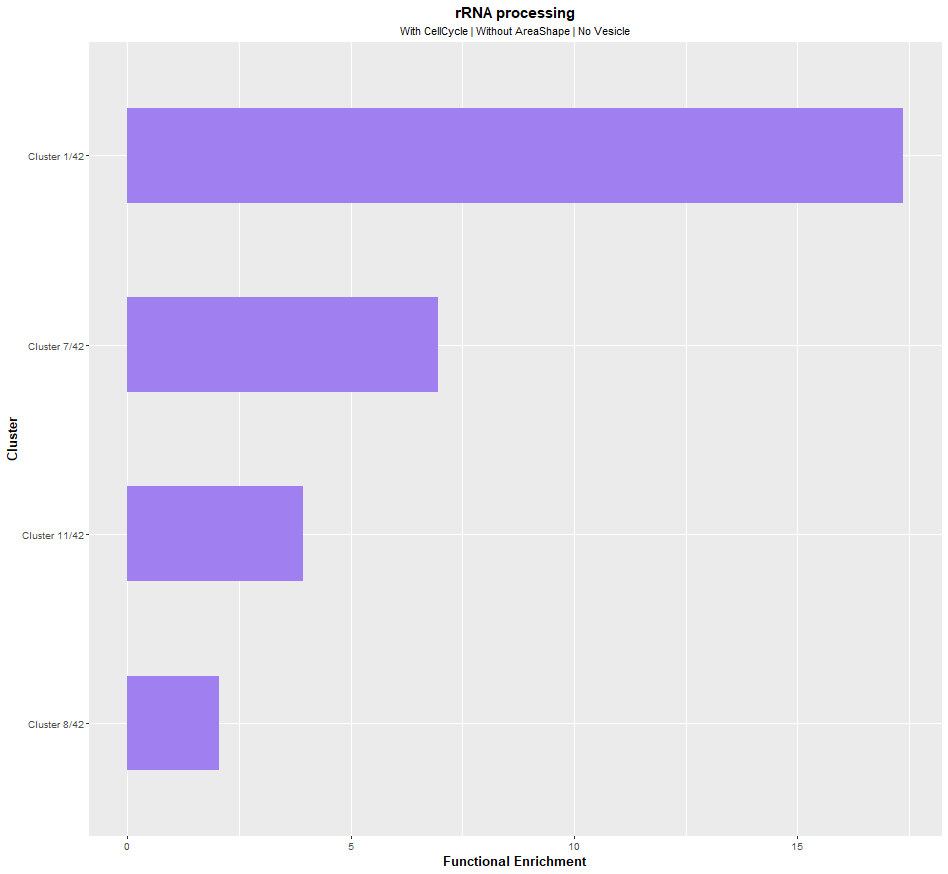 rRNA processing
With CellCycle | Without AreaShape | No Vesicle
Cluster 1/42
Cluster 7/42
Cluster 11/42
Cluster 8/42
Cluster
0 5 10 15
Functional Enrichment